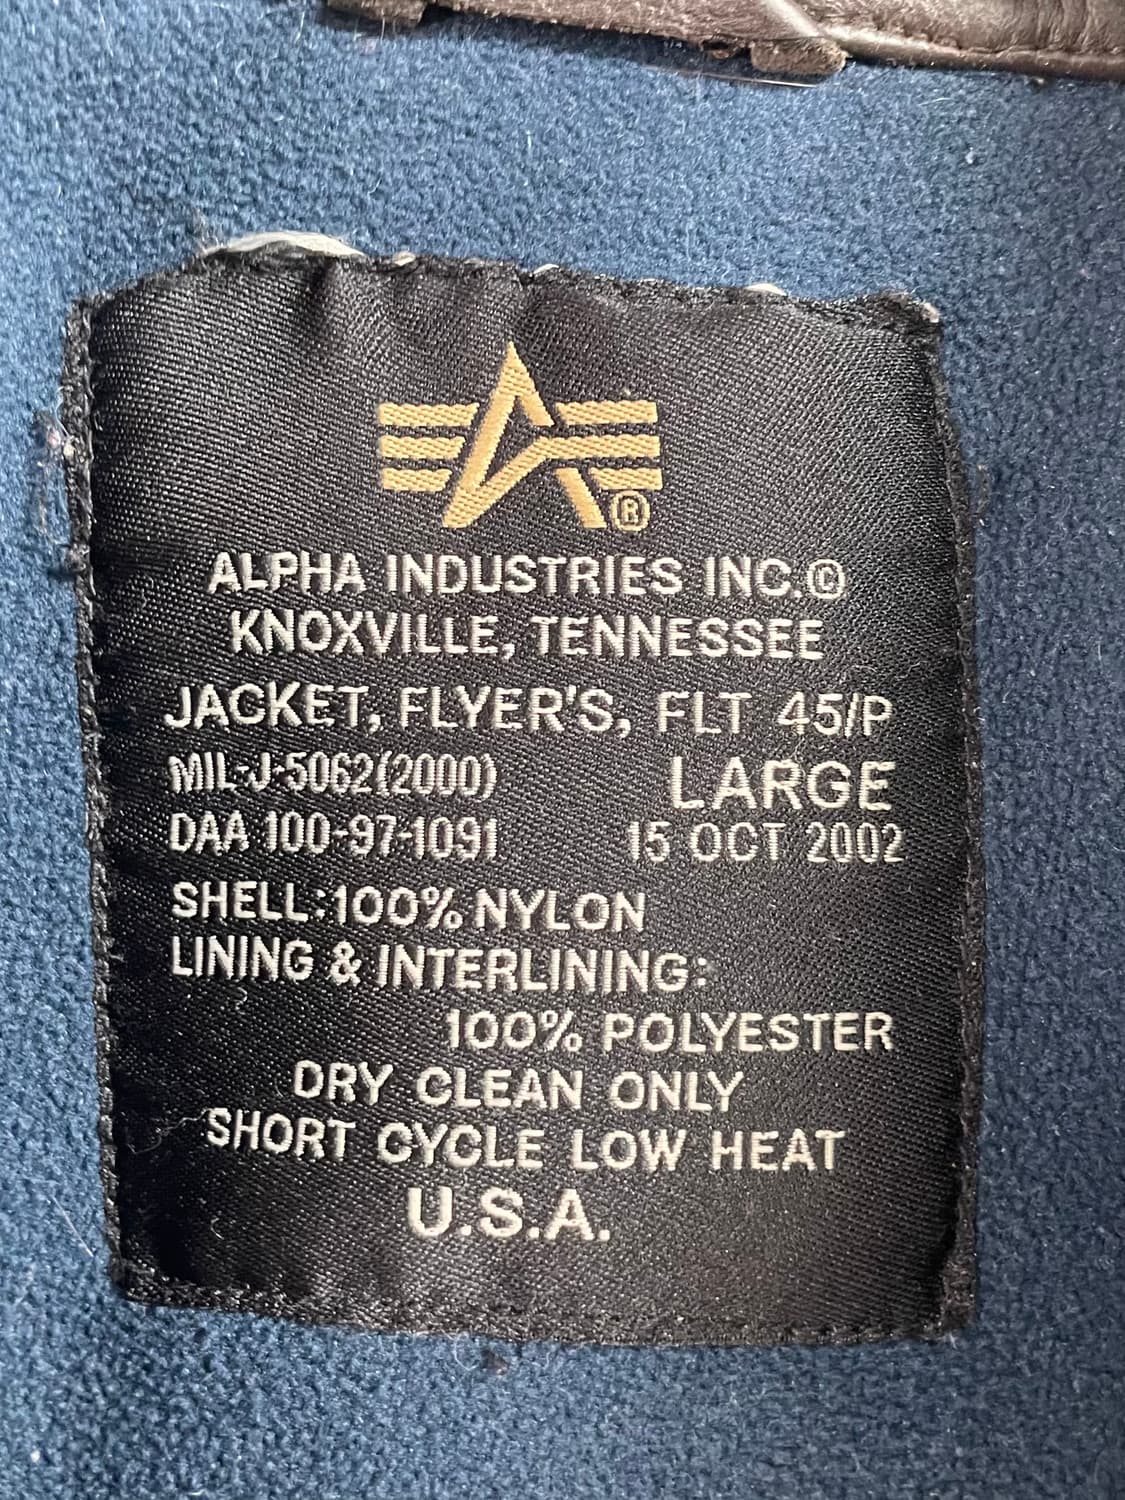 ®
ALPHA INDUSTRIES INC.©
KNOXVILLE, TENNESSEE
JACKET, FLYER'S, FLT 45/P
MIL-J-5062(2000) LARGE
DAA 100-97-1091 15 OCT 2002
SHELL:100% NYLON
LINING & INTERLINING:
100% POLYESTER
DRY CLEAN ONLY
SHORT CYCLE LOW HEAT
U.S.A.